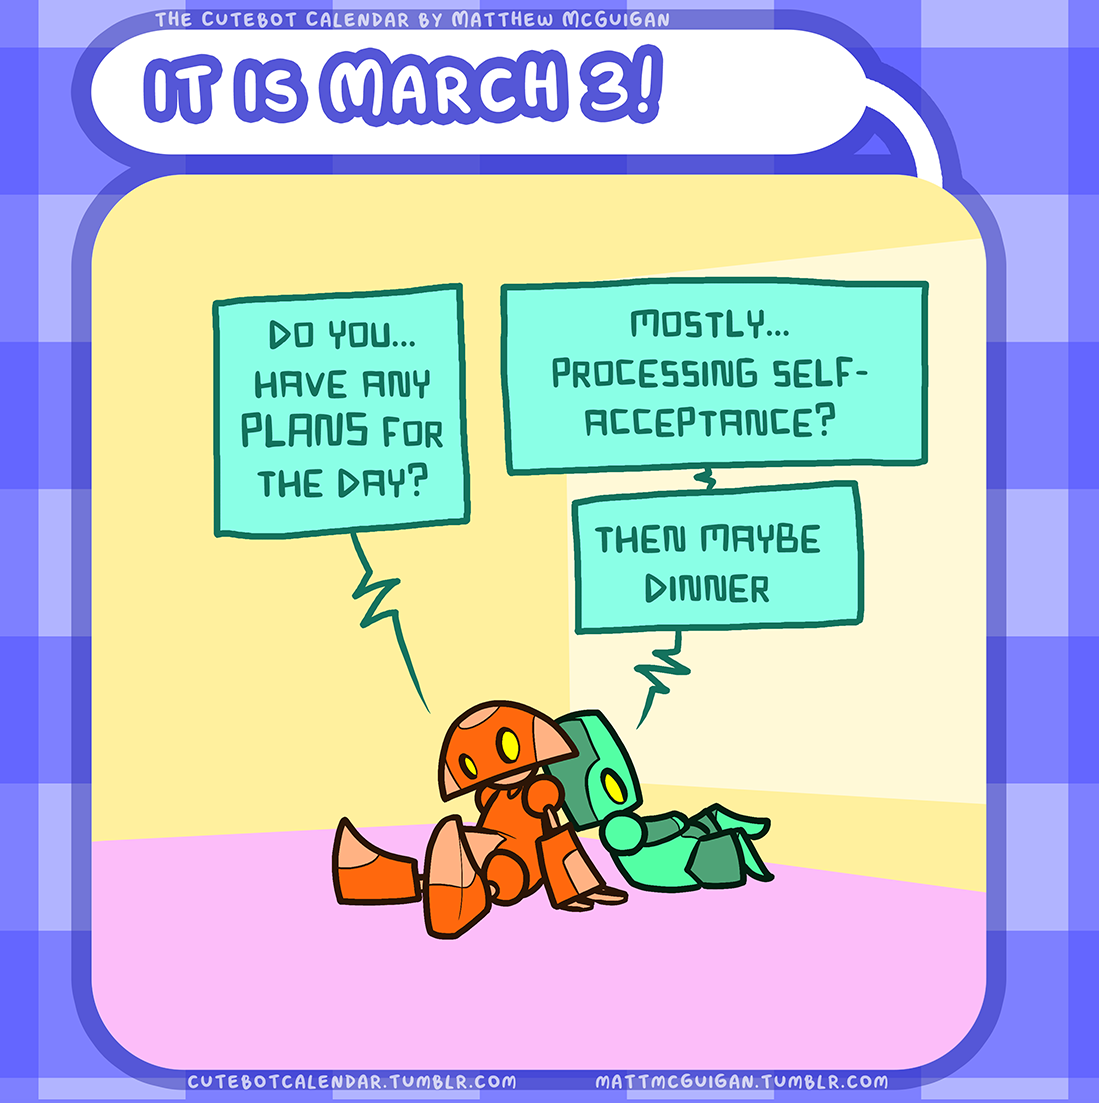 THE CUTEBOT CALENDAR BY MATTHEW MCGUIGAN
IT IS MARCH 3!
DO YOU...
HAVE ANY
PLANS FOR
THE DAY?
MOSTLY...
PROCESSING SELF-
ACCEPTANCE?
THEN MAYBE
DINNER
CUTEBOTCALENDAR.TUMBLR.COM
MATTMCGUIGAN.TUMBLR.COM